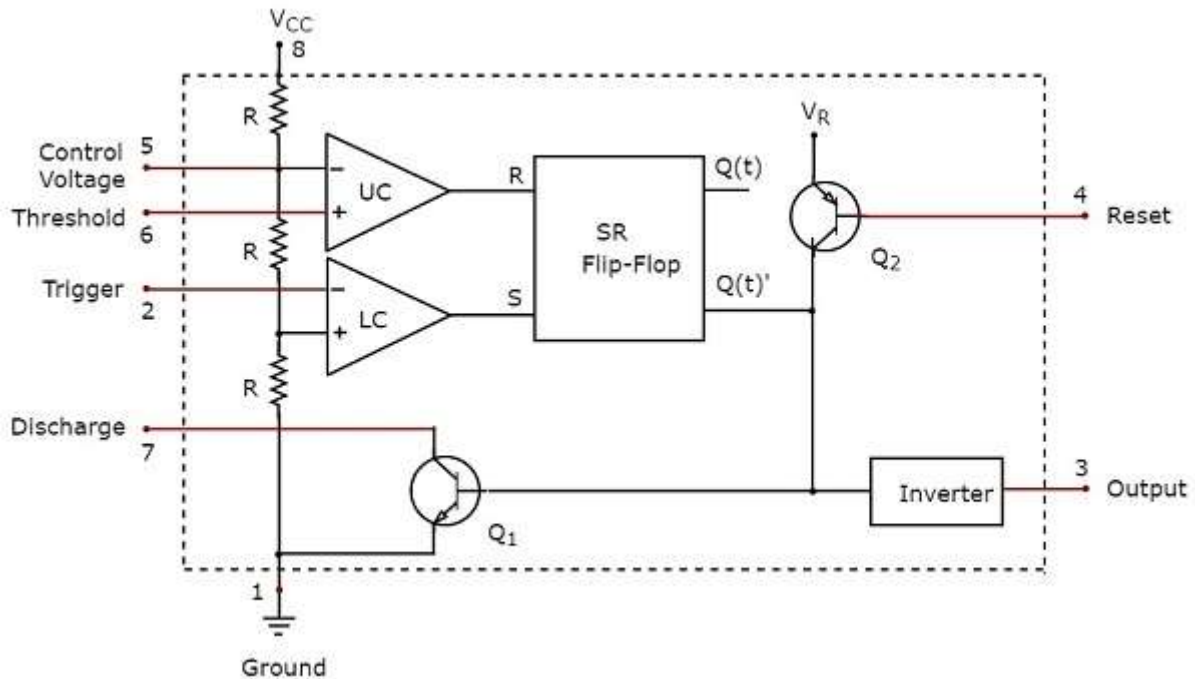 VCC
8
R
5
Control
Voltage
−
UC
+
Threshold
6
R
R
SR
Flip-Flop
Q(t)
Q(t)'
VR
Q2
4
Reset
Trigger
2
−
LC
+
S
R
Discharge
7
Q1
Inverter
3
Output
1
Ground